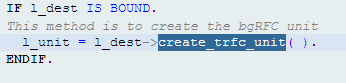 IF l_dest IS BOUND.
This method is to create the bgRFC unit
l_unit = l_dest->create_trfc_unit( ).
ENDIF.